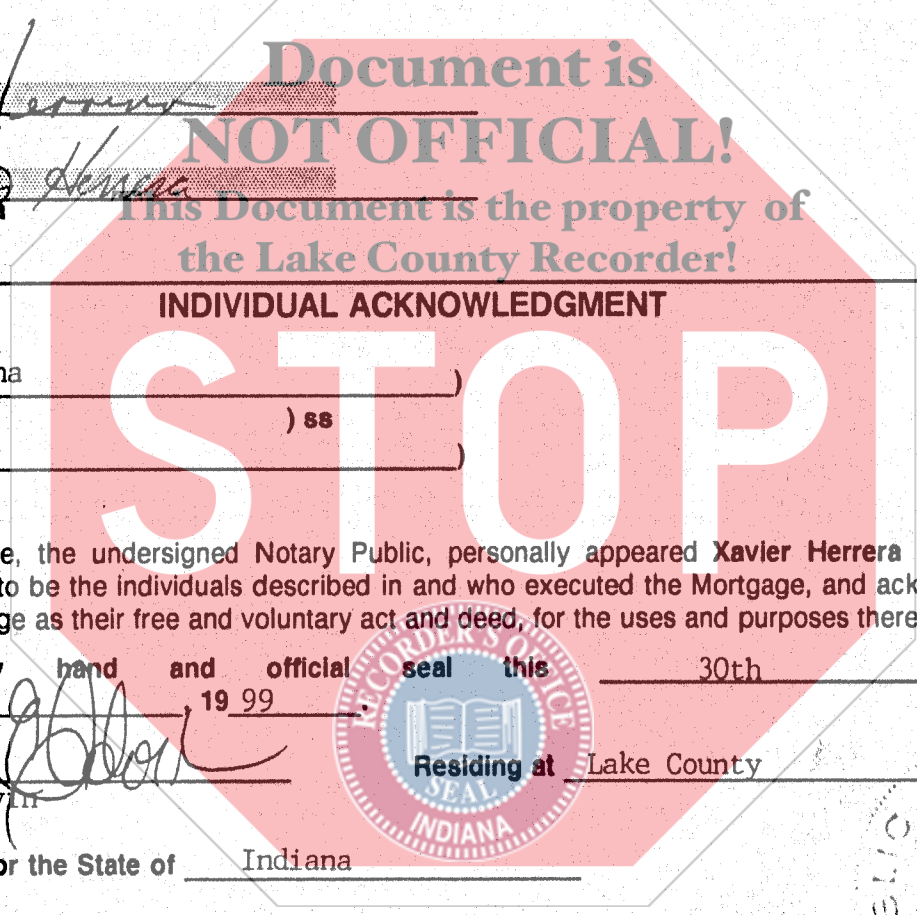 Document is
NOT OFFICIAL!
Herrera
This Document is the property of
the Lake County Recorder!
INDIVIDUAL ACKNOWLEDGMENT
na )
) ss
)
STOP
e, the undersigned Notary Public, personally appeared Xavier Herrera
to be the individuals described in and who executed the Mortgage, and ack
ge as their free and voluntary act and deed, for the uses and purposes there
y hand and official seal this 30th
, 19 99 .
RECORDER'S OFFICE
Residing at Lake County
SEAL
INDIANA
or the State of Indiana